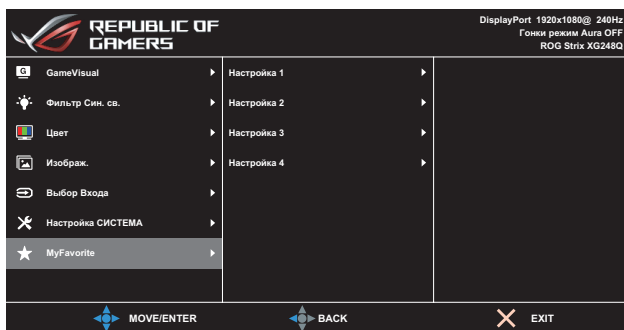 REPUBLIC OF
GAMERS
DisplayPort 1920x1080@ 240Hz
Гонки режим Aura OFF
ROG Strix XG248Q
G
GameVisual
Фильтр Син. св.
Цвет
Изображ.
Выбор Входа
Настройка СИСТЕМА
MyFavorite
Настройка 1
Настройка 2
Настройка 3
Настройка 4
MOVE/ENTER
BACK
EXIT